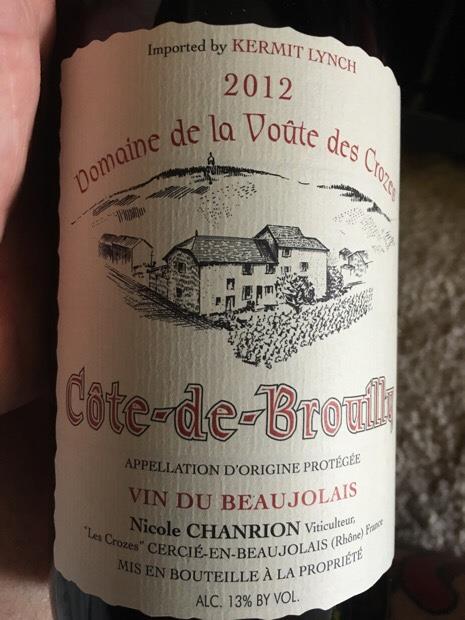 Imported by KERMIT LYNCH
2012
Domaine de la Voûte des Crozes
Côte-de-Brouilly
APPELLATION D'ORIGINE PROTÉGÉE
VIN DU BEAUJOLAIS
Nicole CHANRION Viticulteur,
"Les Crozes" CERCIÉ-EN-BEAUJOLAIS (Rhône) France
MIS EN BOUTEILLE À LA PROPRIÉTÉ
ALC. 13% BY VOL.